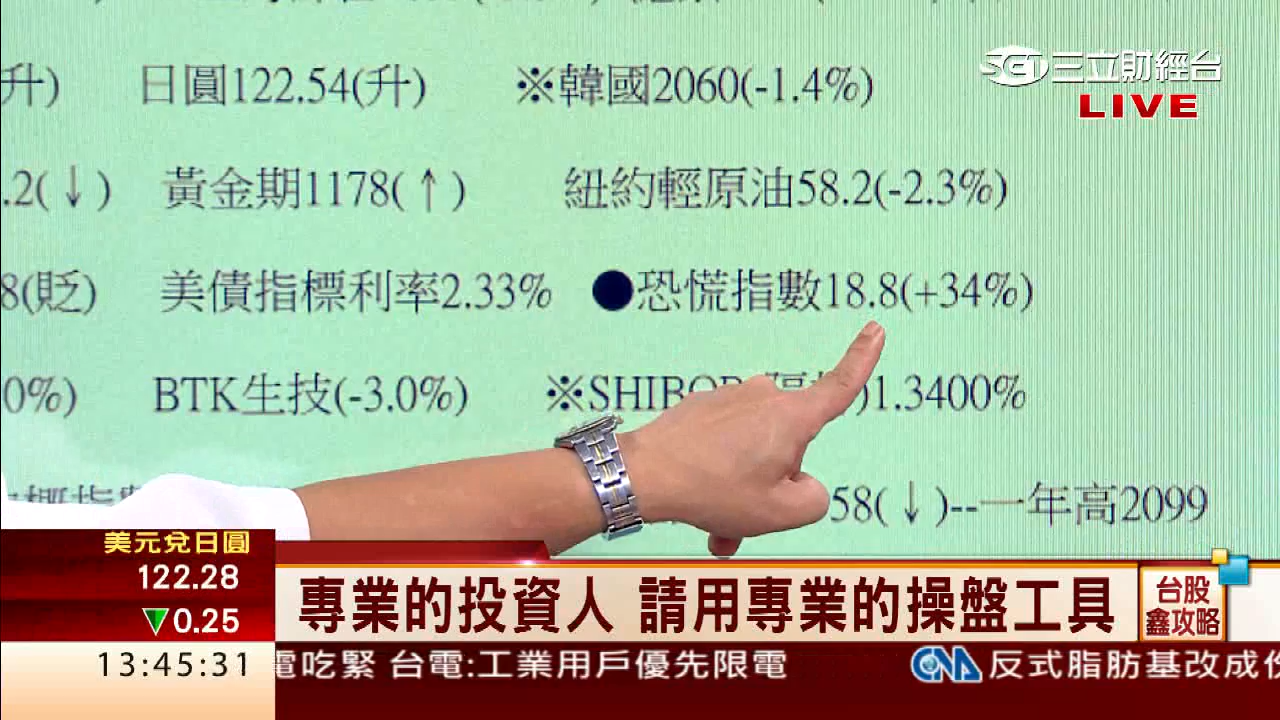 升)　日圓122.54(升)　※韓國2060(-1.4%)
三立財經台
LIVE
.2(↓)　黃金期1178(↑)　紐約輕原油58.2(-2.3%)
8(貶)　美債指標利率2.33%　●恐慌指數18.8(+34%)
0%)　BTK生技(-3.0%)　※SHIBOR )1.3400%
58(↓)--一年高2099
美元兌日圓
122.28
▼0.25
專業的投資人 請用專業的操盤工具
台股
鑫攻略
13:45:31
電吃緊 台電:工業用戶優先限電 CNA 反式脂肪基改成份